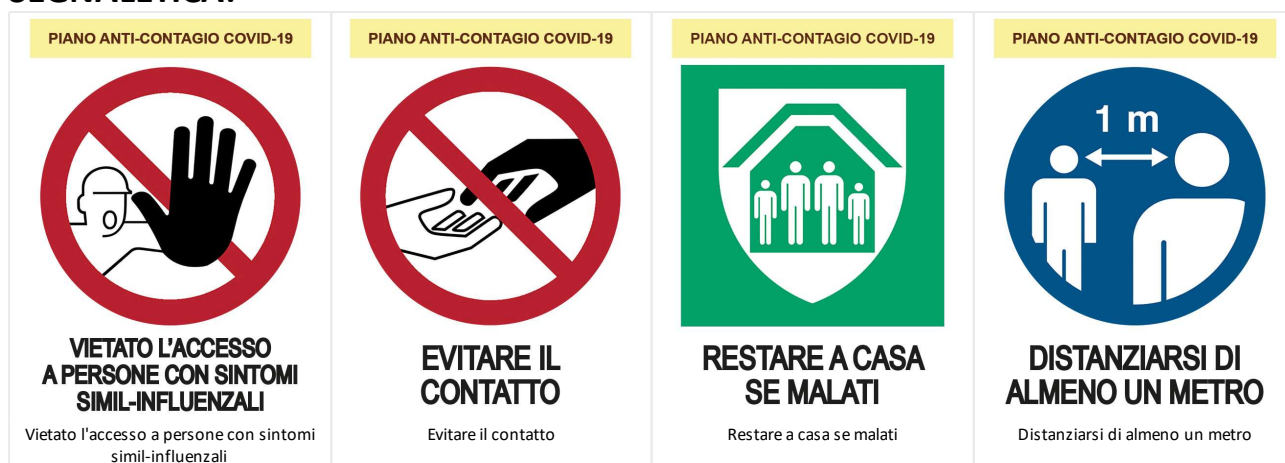 SEGNALETICA:
PIANO ANTI-CONTAGIO COVID-19
VIETATO L'ACCESSO
A PERSONE CON SINTOMI
SIMIL-INFLUENZALI
Vietato l'accesso a persone con sintomi
simil-influenzali
PIANO ANTI-CONTAGIO COVID-19
EVITARE IL
CONTATTO
Evitare il contatto
PIANO ANTI-CONTAGIO COVID-19
RESTARE A CASA
SE MALATI
Restare a casa se malati
PIANO ANTI-CONTAGIO COVID-19
1 m
DISTANZIARSI DI
ALMENO UN METRO
Distanziarsi di almeno un metro